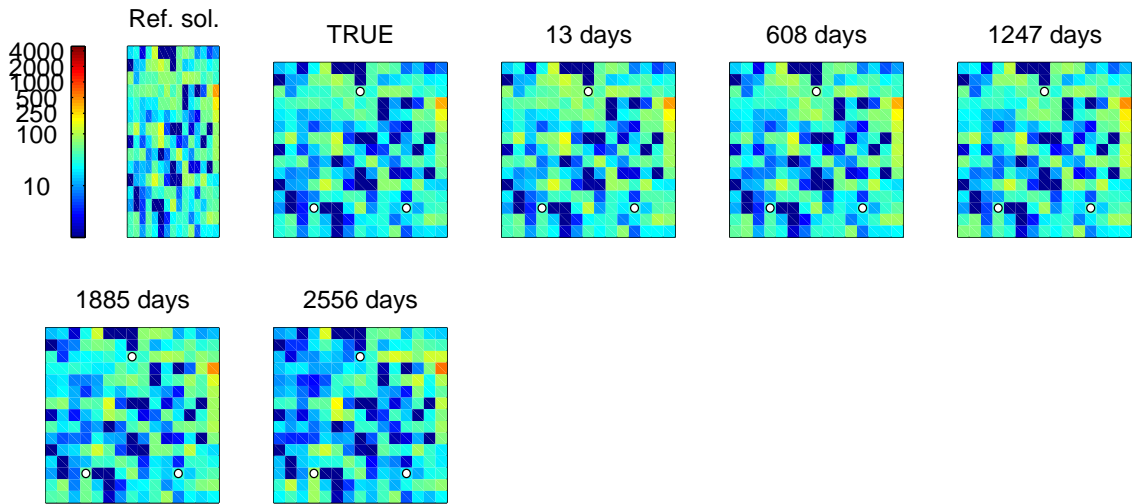 Ref. sol.
TRUE
13 days
608 days
1247 days
4000
2000
1000
500
250
100
10
1885 days
2556 days